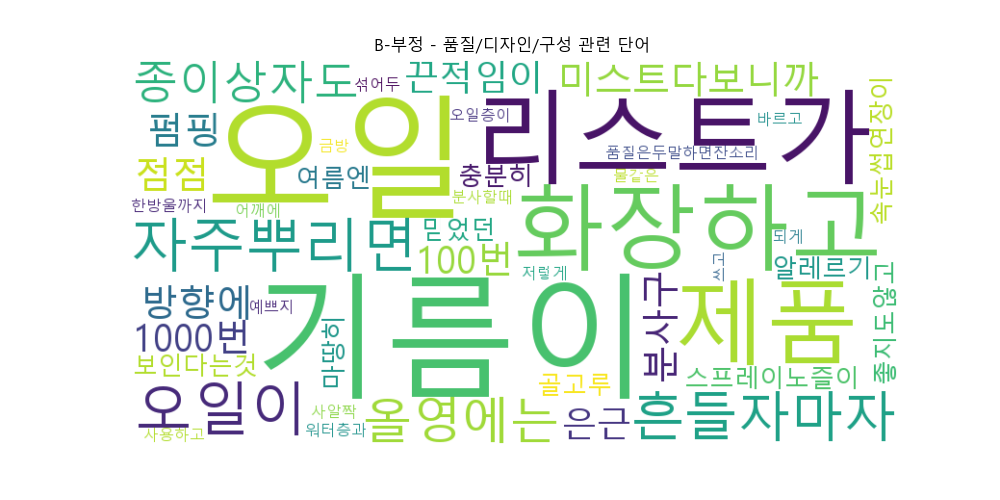 B-부정 - 품질/디자인/구성 관련 단어
종이상자도
섞어두
끈적임이
미스트다보니까
속눈썹연장이
펌핑
오일
오일층이
리스트가
바르고
금방
점점
여름엔
충분히
품질은두말하면잔소리
물같은
한방울까지
어깨에
분사할때
화장하고
자주뿌리면
믿었던
100번
되게
알레르기
저렇게
쓰고
좋지도않고
방향에
예쁘지
기름이
분사구
제품
1000번
마땅히
보인다는것
골고루
스프레이노즐이
오일이
사알짝
워터층과
사용하고
올영에는
은근
흔들자마자